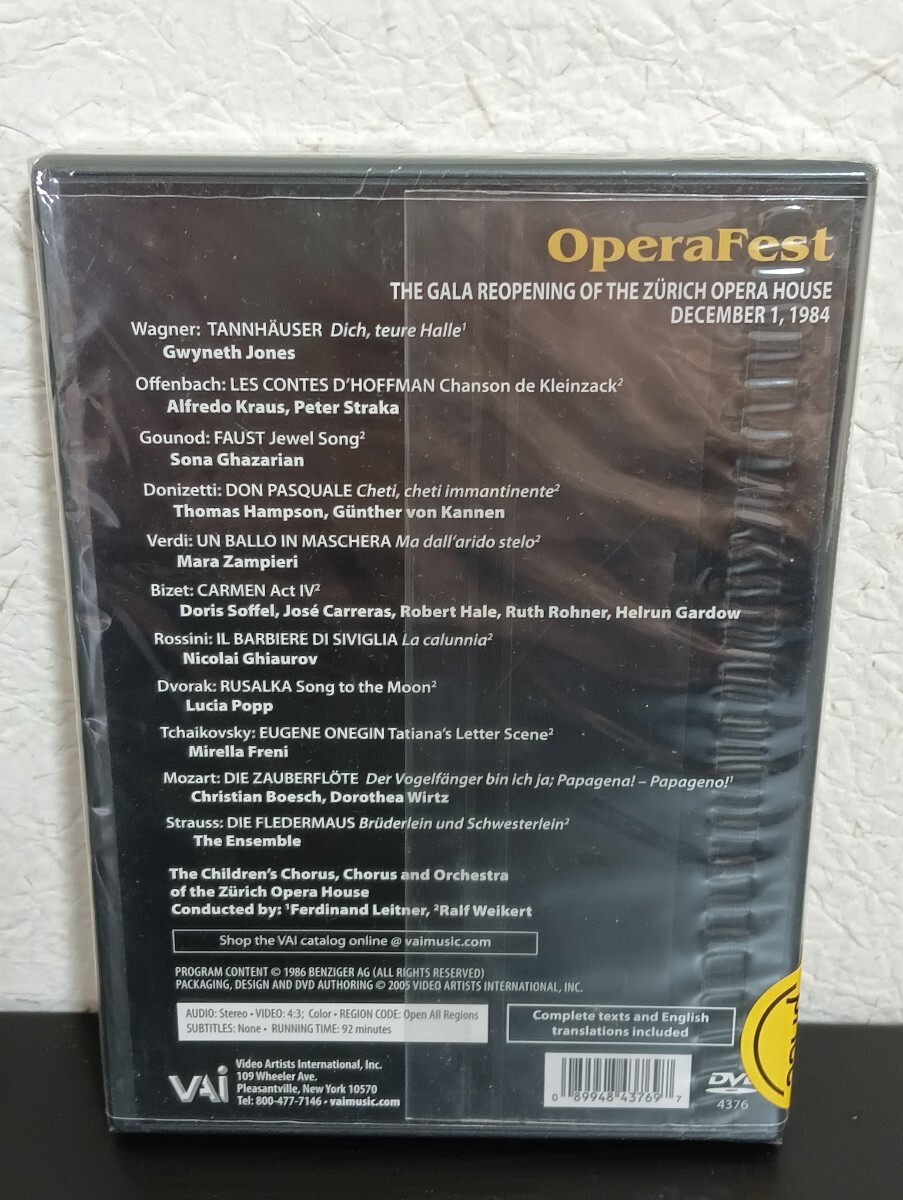 OperaFest
THE GALA REOPENING OF THE ZÜRICH OPERA HOUSE
DECEMBER 1, 1984
Wagner: TANNHÄUSER Dich, teure Halle¹
Gwyneth Jones
Offenbach: LES CONTES D'HOFFMAN Chanson de Kleinzack²
Alfredo Kraus, Peter Straka
Gounod: FAUST Jewel Song²
Sona Ghazarian
Donizetti: DON PASQUALE Cheti, cheti immantinente²
Thomas Hampson, Günther von Kannen
Verdi: UN BALLO IN MASCHERA Ma dall'arido stelo²
Mara Zampieri
Bizet: CARMEN Act IV²
Doris Soffel, José Carreras, Robert Hale, Ruth Rohner, Helrun Gardow
Rossini: IL BARBIERE DI SIVIGLIA La calunnia²
Nicolai Ghiaurov
Dvorak: RUSALKA Song to the Moon²
Lucia Popp
Tchaikovsky: EUGENE ONEGIN Tatiana's Letter Scene²
Mirella Freni
Mozart: DIE ZAUBERFLÖTE Der Vogelfänger bin ich ja; Papagena! – Papageno!¹
Christian Boesch, Dorothea Wirtz
Strauss: DIE FLEDERMAUS Brüderlein und Schwesterlein²
The Ensemble
The Children's Chorus, Chorus and Orchestra
of the Zürich Opera House
Conducted by: ¹Ferdinand Leitner, ²Ralf Weikert
Shop the VAI catalog online @ vaimusic.com
PROGRAM CONTENT © 1986 BENZIGER AG (ALL RIGHTS RESERVED)
PACKAGING, DESIGN AND DVD AUTHORING © 2005 VIDEO ARTISTS INTERNATIONAL, INC.
AUDIO: Stereo • VIDEO: 4:3; Color • REGION CODE: Open All Regions
SUBTITLES: None • RUNNING TIME: 92 minutes
Complete texts and English
translations included
VAI
Video Artists International, Inc.
109 Wheeler Ave.
Pleasantville, New York 10570
Tel: 800-477-7146 • vaimusic.com
0 89948 43769 7
DVD
4376